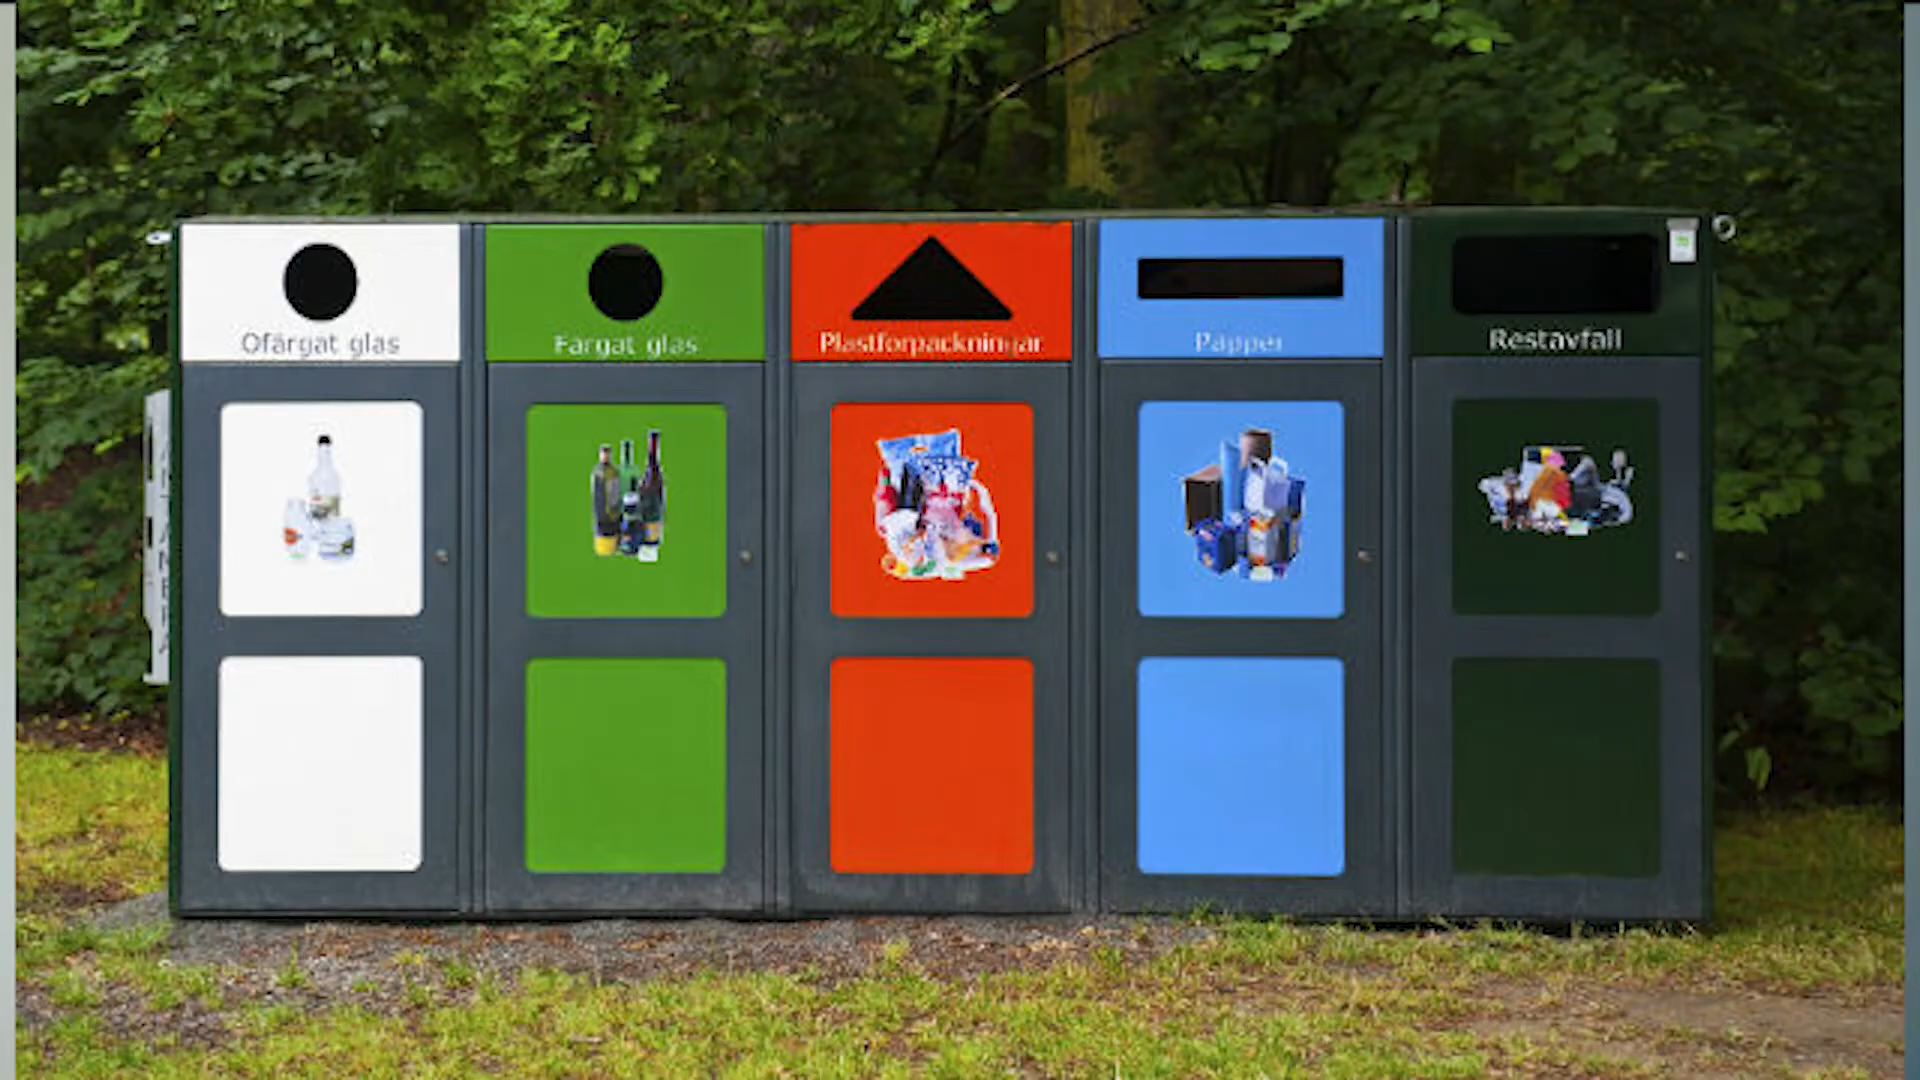 Ofärgat glas
Färgat glas
Plastförpackningar
Papper
Restavfall